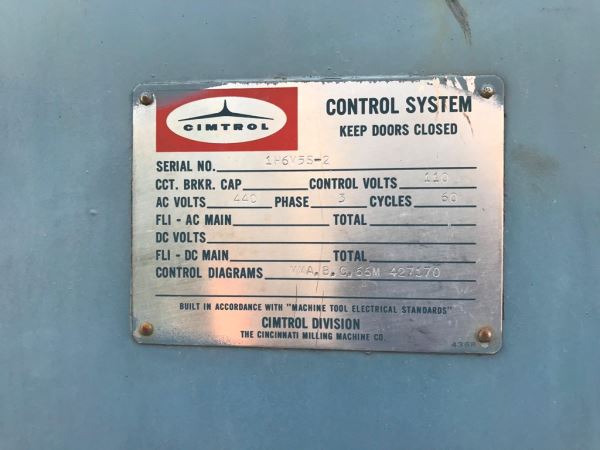 CIMTROL
CONTROL SYSTEM
KEEP DOORS CLOSED
SERIAL NO.
CCT. BRKR. CAP. CONTROL VOLTS 110
AC VOLTS 440 PHASE 3 CYCLES 60
FLI - AC MAIN TOTAL
DC VOLTS
FLI - DC MAIN TOTAL
CONTROL DIAGRAMS 427170
BUILT IN ACCORDANCE WITH "MACHINE TOOL ELECTRICAL STANDARDS"
CIMTROL DIVISION
THE CINCINNATI MILLING MACHINE CO.